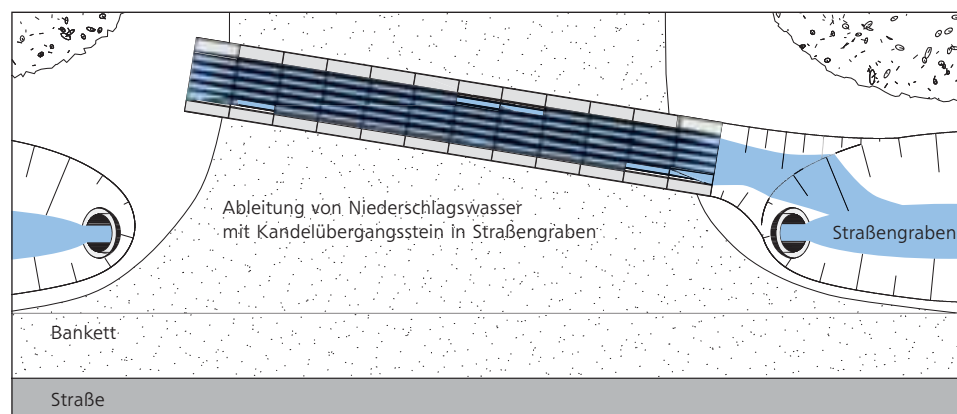 Ableitung von Niederschlagswasser
mit Kandelübergangsstein in Straßengraben
Straßengraben
Bankett
Straße